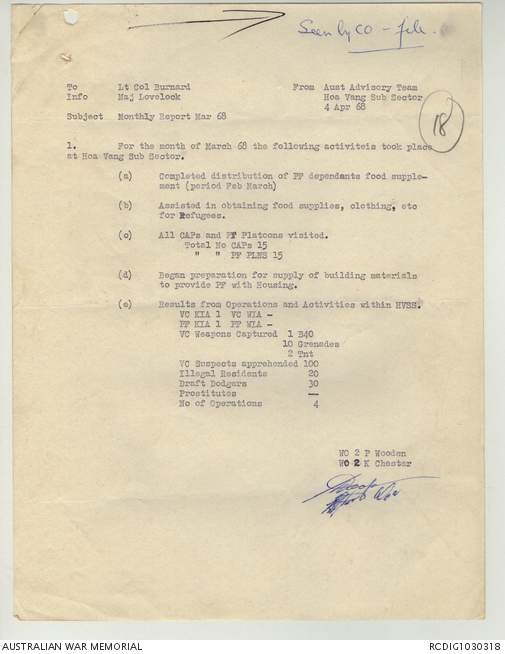 Seen by CO - file.
To Lt Col Burnard From Aust Advisory Team
Info Maj Lovelock Hoa Vang Sub Sector
4 Apr 68
Subject Monthly Report Mar 68
18
1. For the month of March 68 the following activiteis took place
at Hoa Vang Sub Sector.
(a) Completed distribution of PF dependants food supple-
ment (period Feb March)
(b) Assisted in obtaining food supplies, clothing, etc
for Refugees.
(c) All CAPs and PF Platoons visited.
Total No CAPs 15
" " PF PLNS 15
(d) Began preparation for supply of building materials
to provide PF with Housing.
(e) Results from Operations and Activities within HVSS.
VC KIA 1 VC WIA -
PF KIA 1 PF WIA -
VC Weapons Captured 1 B40
10 Grenades
2 Tnt
VC Suspects apprehended 100
Illegal Residents 20
Draft Dodgers 30
Prostitutes —
No of Operations 4
WO 2 P Wooden
WO 2 K Chester
AUSTRALIAN WAR MEMORIAL RCDIG1030318